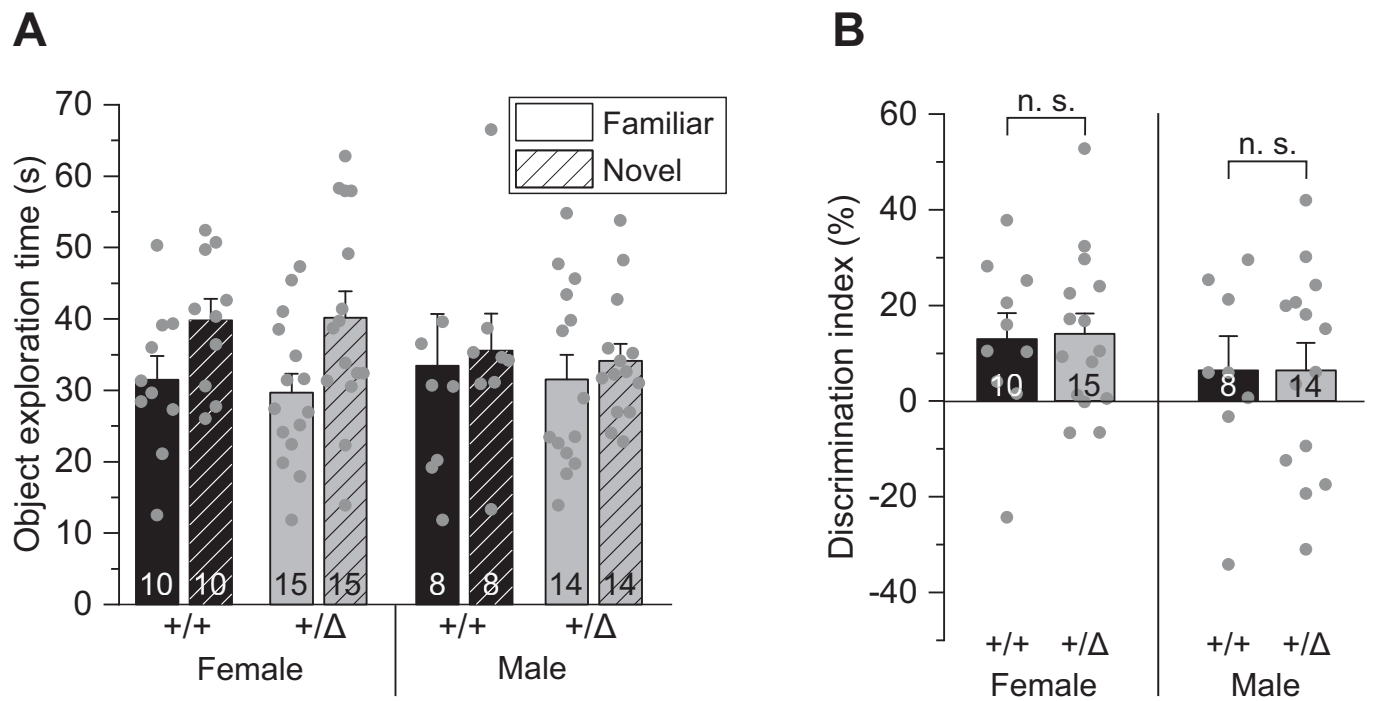 A
B
Object exploration time (s)
70
60
50
40
30
20
10
0
Familiar
Novel
10
10
15
15
8
8
14
14
+/+
+/Δ
+/+
+/Δ
Female
Male
Discrimination index (%)
60
40
20
0
-20
-40
n. s.
n. s.
10
15
8
14
+/+
+/Δ
+/+
+/Δ
Female
Male